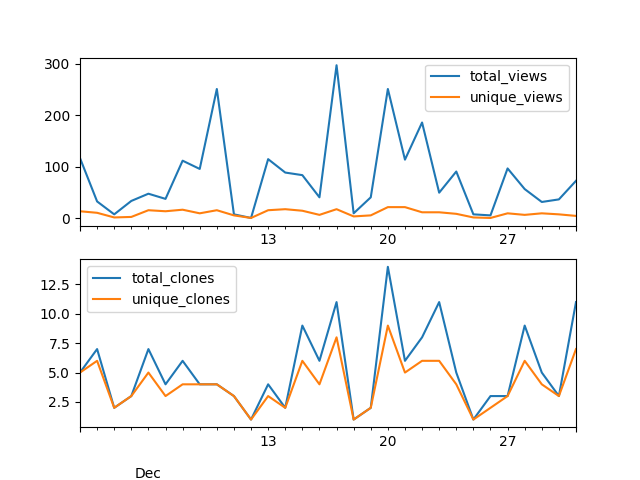 300
200
100
0
total_views
unique_views
13 20 27
12.5
10.0
7.5
5.0
2.5
total_clones
unique_clones
13 20 27
Dec